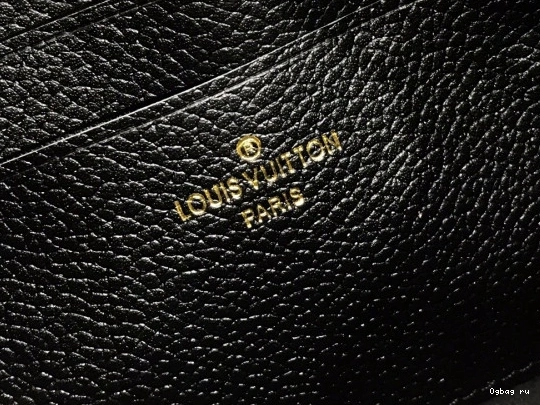 ®
LOUIS VUITTON
PARIS
Ogbag ru